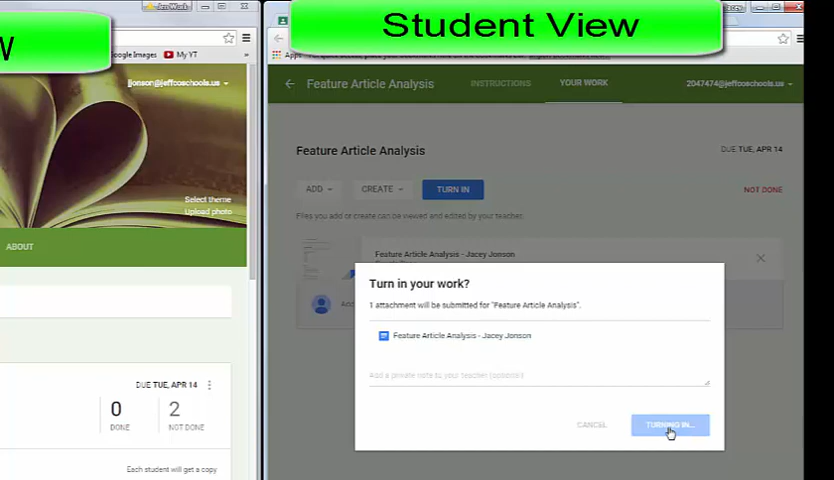 W
Jen Work
Google Images My YT
jjonson@jeffcoschools.us
Select theme
Upload photo
ABOUT
DUE TUE, APR 14
0 2
DONE NOT DONE
Each student will get a copy
Student View
Jacey
Apps
Feature Article Analysis INSTRUCTIONS YOUR WORK 2047474@jeffcoschools.us
Feature Article Analysis DUE TUE, APR 14
ADD CREATE TURN IN NOT DONE
Files you add or create can be viewed and edited by your teacher.
Feature Article Analysis - Jacey Jonson
Add
Turn in your work?
1 attachment will be submitted for "Feature Article Analysis".
Feature Article Analysis - Jacey Jonson
Add a private note to your teacher (optional)
CANCEL TURNING IN...